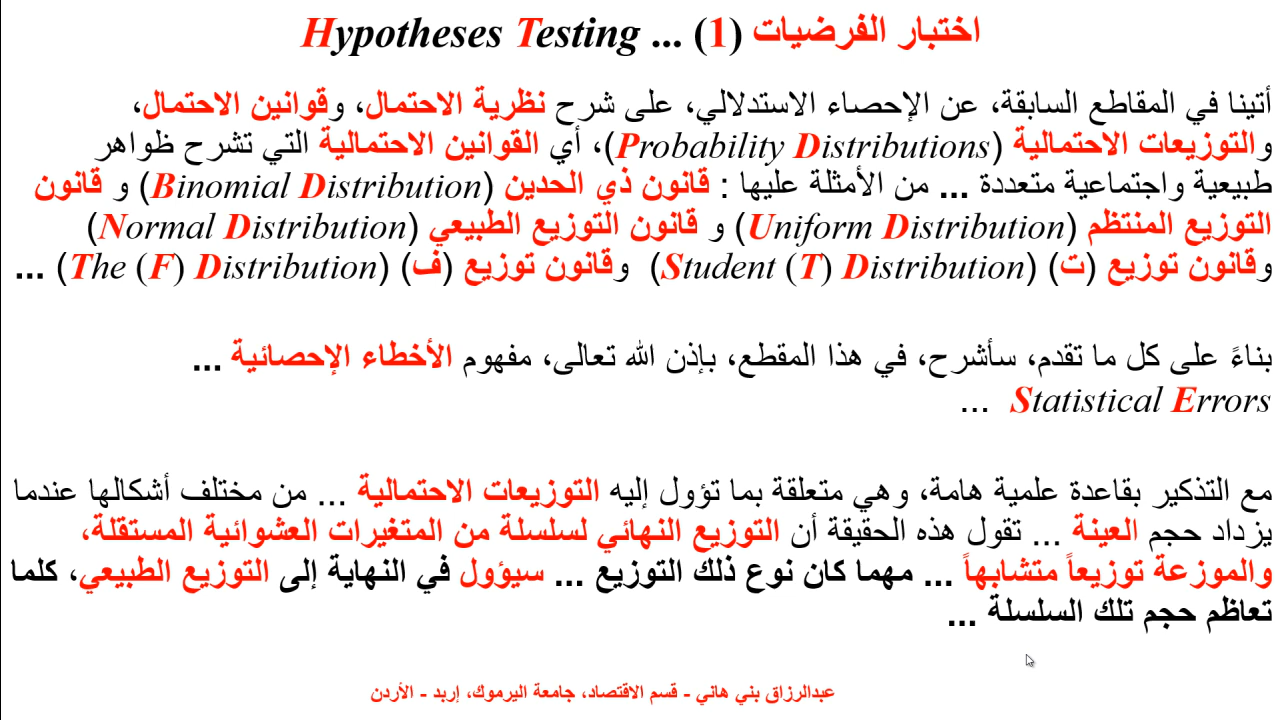 اختبار الفرضيات (1) ... Hypotheses Testing
أتينا في المقاطع السابقة، عن الإحصاء الاستدلالي، على شرح نظرية الاحتمال، وقوانين الاحتمال،
والتوزيعات الاحتمالية (Probability Distributions)، أي القوانين الاحتمالية التي تشرح ظواهر
طبيعية واجتماعية متعددة ... من الأمثلة عليها : قانون ذي الحدين (Binomial Distribution) و قانون
التوزيع المنتظم (Uniform Distribution) و قانون التوزيع الطبيعي (Normal Distribution)
وقانون توزيع (ت) (Student (T) Distribution) وقانون توزيع (ف) (The (F) Distribution) ...
بناءً على كل ما تقدم، سأشرح، في هذا المقطع، بإذن الله تعالى، مفهوم الأخطاء الإحصائية ...
Statistical Errors ...
مع التذكير بقاعدة علمية هامة، وهي متعلقة بما تؤول إليه التوزيعات الاحتمالية ... من مختلف أشكالها عندما
يزداد حجم العينة ... تقول هذه الحقيقة أن التوزيع النهائي لسلسلة من المتغيرات العشوائية المستقلة،
والموزعة توزيعاً متشابهاً ... مهما كان نوع ذلك التوزيع ... سيؤول في النهاية إلى التوزيع الطبيعي، كلما
تعاظم حجم تلك السلسلة ...
عبدالرزاق بني هاني - قسم الاقتصاد، جامعة اليرموك، إربد - الأردن